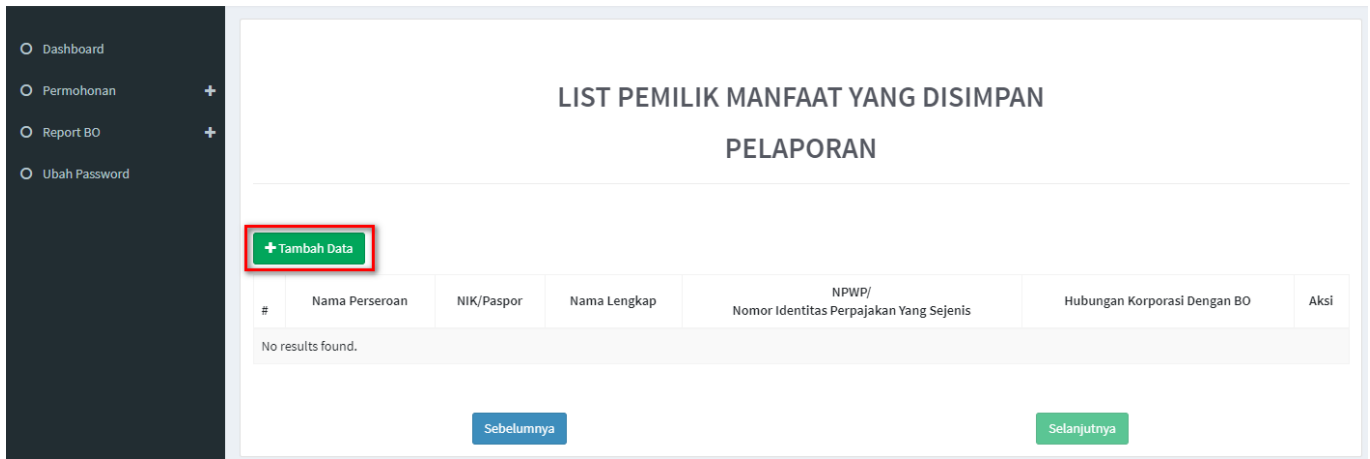 Dashboard
Permohonan
Report BO
Ubah Password
LIST PEMILIK MANFAAT YANG DISIMPAN
PELAPORAN
Tambah Data
# Nama Perseroan NIK/Paspor Nama Lengkap NPWP/
Nomor Identitas Perpajakan Yang Sejenis Hubungan Korporasi Dengan BO Aksi
No results found.
Sebelumnya Selanjutnya